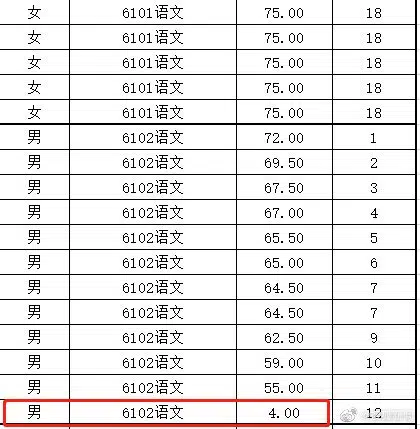 女 6101语文 75.00 18
女 6101语文 75.00 18
女 6101语文 75.00 18
女 6101语文 75.00 18
女 6101语文 75.00 18
男 6102语文 72.00 1
男 6102语文 69.50 2
男 6102语文 67.50 3
男 6102语文 67.00 4
男 6102语文 65.50 5
男 6102语文 65.00 6
男 6102语文 64.50 7
男 6102语文 64.50 7
男 6102语文 62.50 9
男 6102语文 59.00 10
男 6102语文 55.00 11
男 6102语文 4.00 12